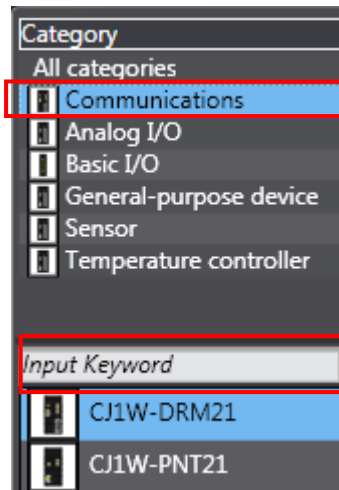 Category
All categories
Communications
Analog I/O
Basic I/O
General-purpose device
Sensor
Temperature controller
Input Keyword
CJ1W-DRM21
CJ1W-PNT21